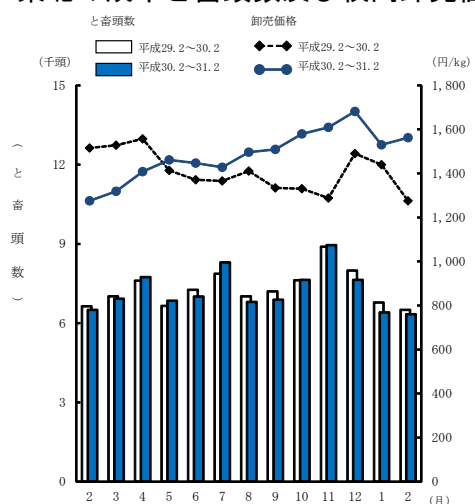 と畜頭数 卸売価格
平成29.2～30.2 平成29.2～30.2
平成30.2～31.2 平成30.2～31.2
(千頭) (円/kg)
15 1,800
1,600
12 1,400
1,200
9 1,000
800
6 600
3 400
200
0 0
（と畜頭数）
2 3 4 5 6 7 8 9 10 11 12 1 2 (月)